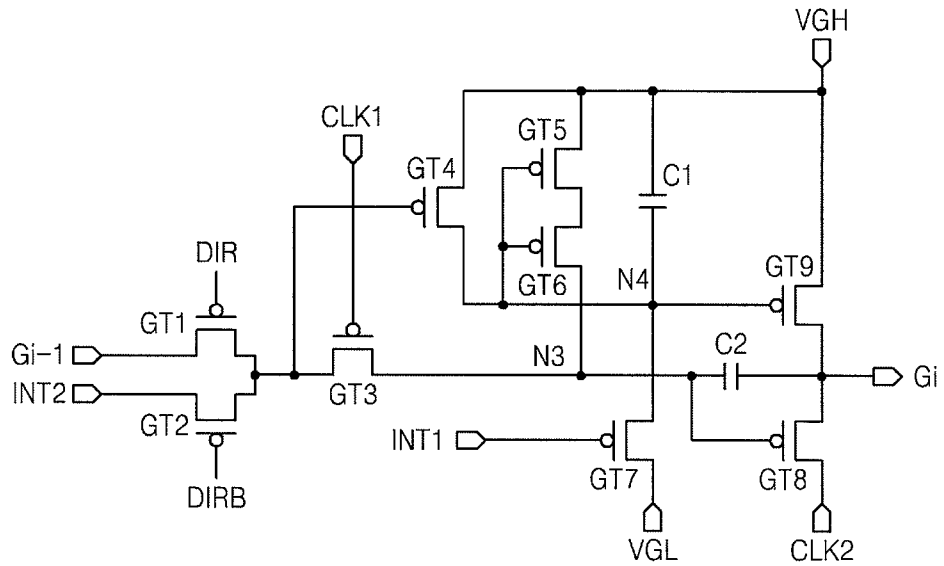 VGH
CLK1
GT5
GT4
C1
DIR
GT6
N4
GT9
GT1
Gi-1
N3
C2
Gi
INT2
GT3
GT2
INT1
GT7
GT8
DIRB
VGL
CLK2